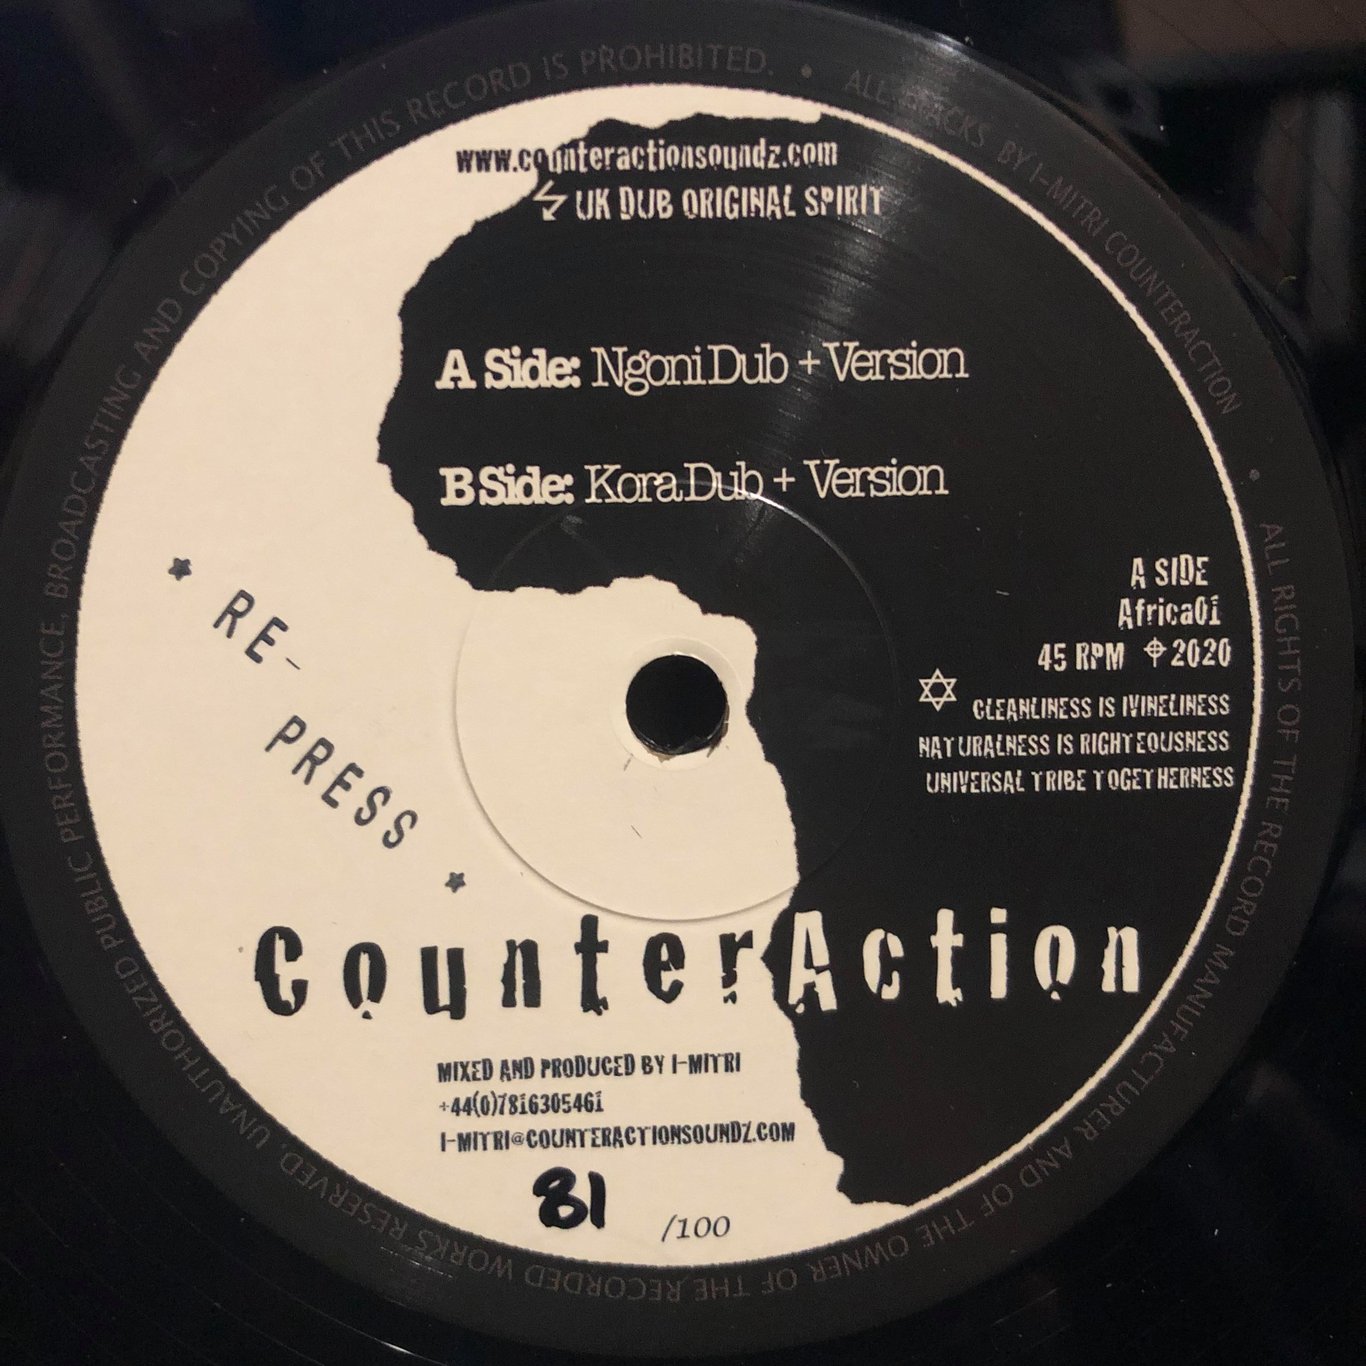 UNAUTHORIZED PUBLIC PERFORMANCE, BROADCASTING AND COPYING OF THIS RECORD IS PROHIBITED. • ALL TRACKS BY I-MITRI COUNTERACTION • ALL RIGHTS OF THE RECORD MANUFACTURER AND OF THE OWNER OF THE RECORDED WORKS RESERVED.
www.counteractionsoundz.com
UK DUB ORIGINAL SPIRIT
A Side: Ngoni Dub + Version
B Side: Kora Dub + Version
A SIDE
Africa01
45 RPM 2020
CLEANLINESS IS IVINELINESS
NATURALNESS IS RIGHTEOUSNESS
UNIVERSAL TRIBE TOGETHERNESS
* RE-
PRESS *
CounterAction
MIXED AND PRODUCED BY I-MITRI
+44(0)7816305461
I-MITRI@COUNTERACTIONSOUNDZ.COM
81 /100